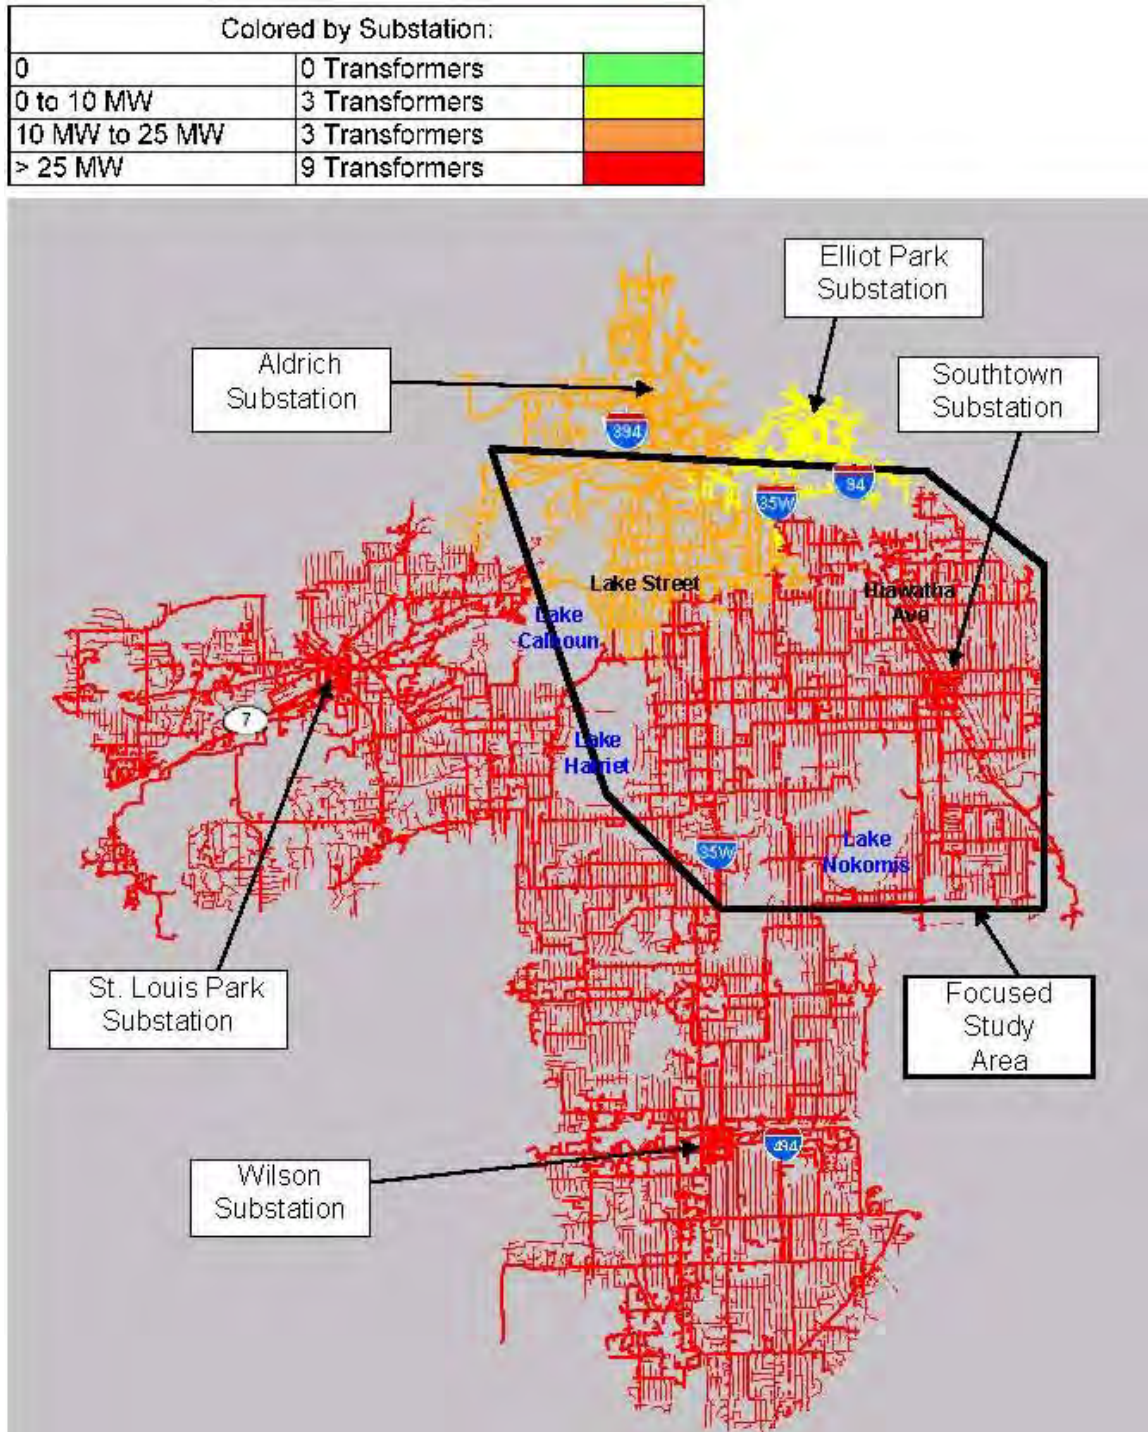 Colored by Substation:
0 0 Transformers
0 to 10 MW 3 Transformers
10 MW to 25 MW 3 Transformers
> 25 MW 9 Transformers
Elliot Park
Substation
Aldrich
Substation
Southtown
Substation
394
94
35W
Lake Street
Hiawatha
Ave
Lake
Calhoun
7
Lake
Harriet
35W
Lake
Nokomis
St. Louis Park
Substation
Focused
Study
Area
494
Wilson
Substation